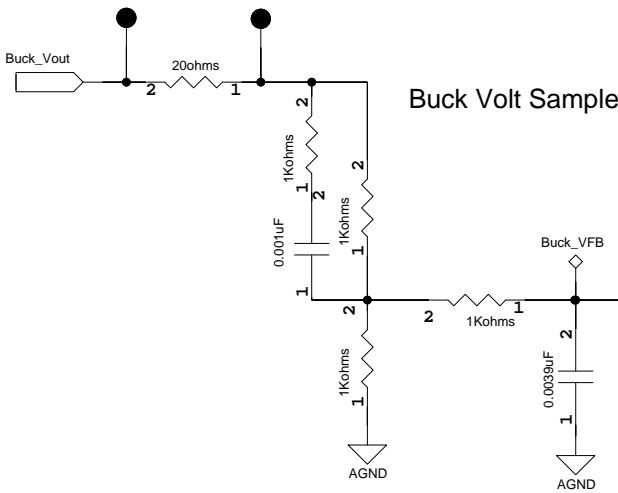 Buck_Vout
20ohms
2
1
Buck Volt Sample
2
1Kohms
1
2
0.001uF
1
2
1Kohms
1
Buck_VFB
2
1Kohms
1
2
1Kohms
1
AGND
2
0.0039uF
1
AGND